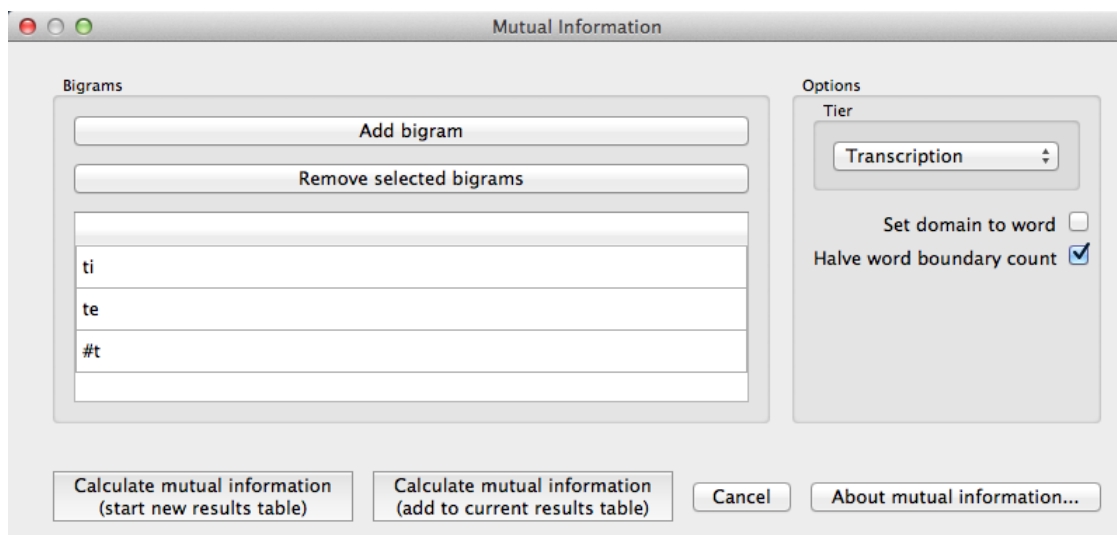 Mutual Information
Bigrams
Add bigram
Remove selected bigrams
ti
te
#t
Options
Tier
Transcription
Set domain to word
Halve word boundary count
Calculate mutual information
(start new results table)
Calculate mutual information
(add to current results table)
Cancel
About mutual information...